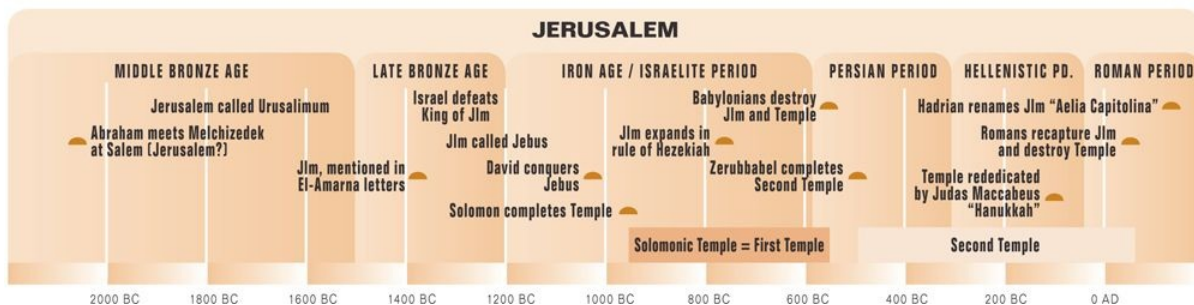 JERUSALEM
MIDDLE BRONZE AGE
LATE BRONZE AGE
IRON AGE / ISRAELITE PERIOD
PERSIAN PERIOD
HELLENISTIC PD.
ROMAN PERIOD
Jerusalem called Urusalimum
Abraham meets Melchizedek
at Salem (Jerusalem?)
Israel defeats
King of Jlm
Jlm called Jebus
Jlm, mentioned in
El-Amarna letters
David conquers
Jebus
Solomon completes Temple
Babylonians destroy
Jlm and Temple
Jlm expands in
rule of Hezekiah
Zerubbabel completes
Second Temple
Hadrian renames Jlm “Aelia Capitolina”
Romans recapture Jlm
and destroy Temple
Temple rededicated
by Judas Maccabeus
“Hanukkah”
Solomonic Temple = First Temple
Second Temple
2000 BC
1800 BC
1600 BC
1400 BC
1200 BC
1000 BC
800 BC
600 BC
400 BC
200 BC
0 AD